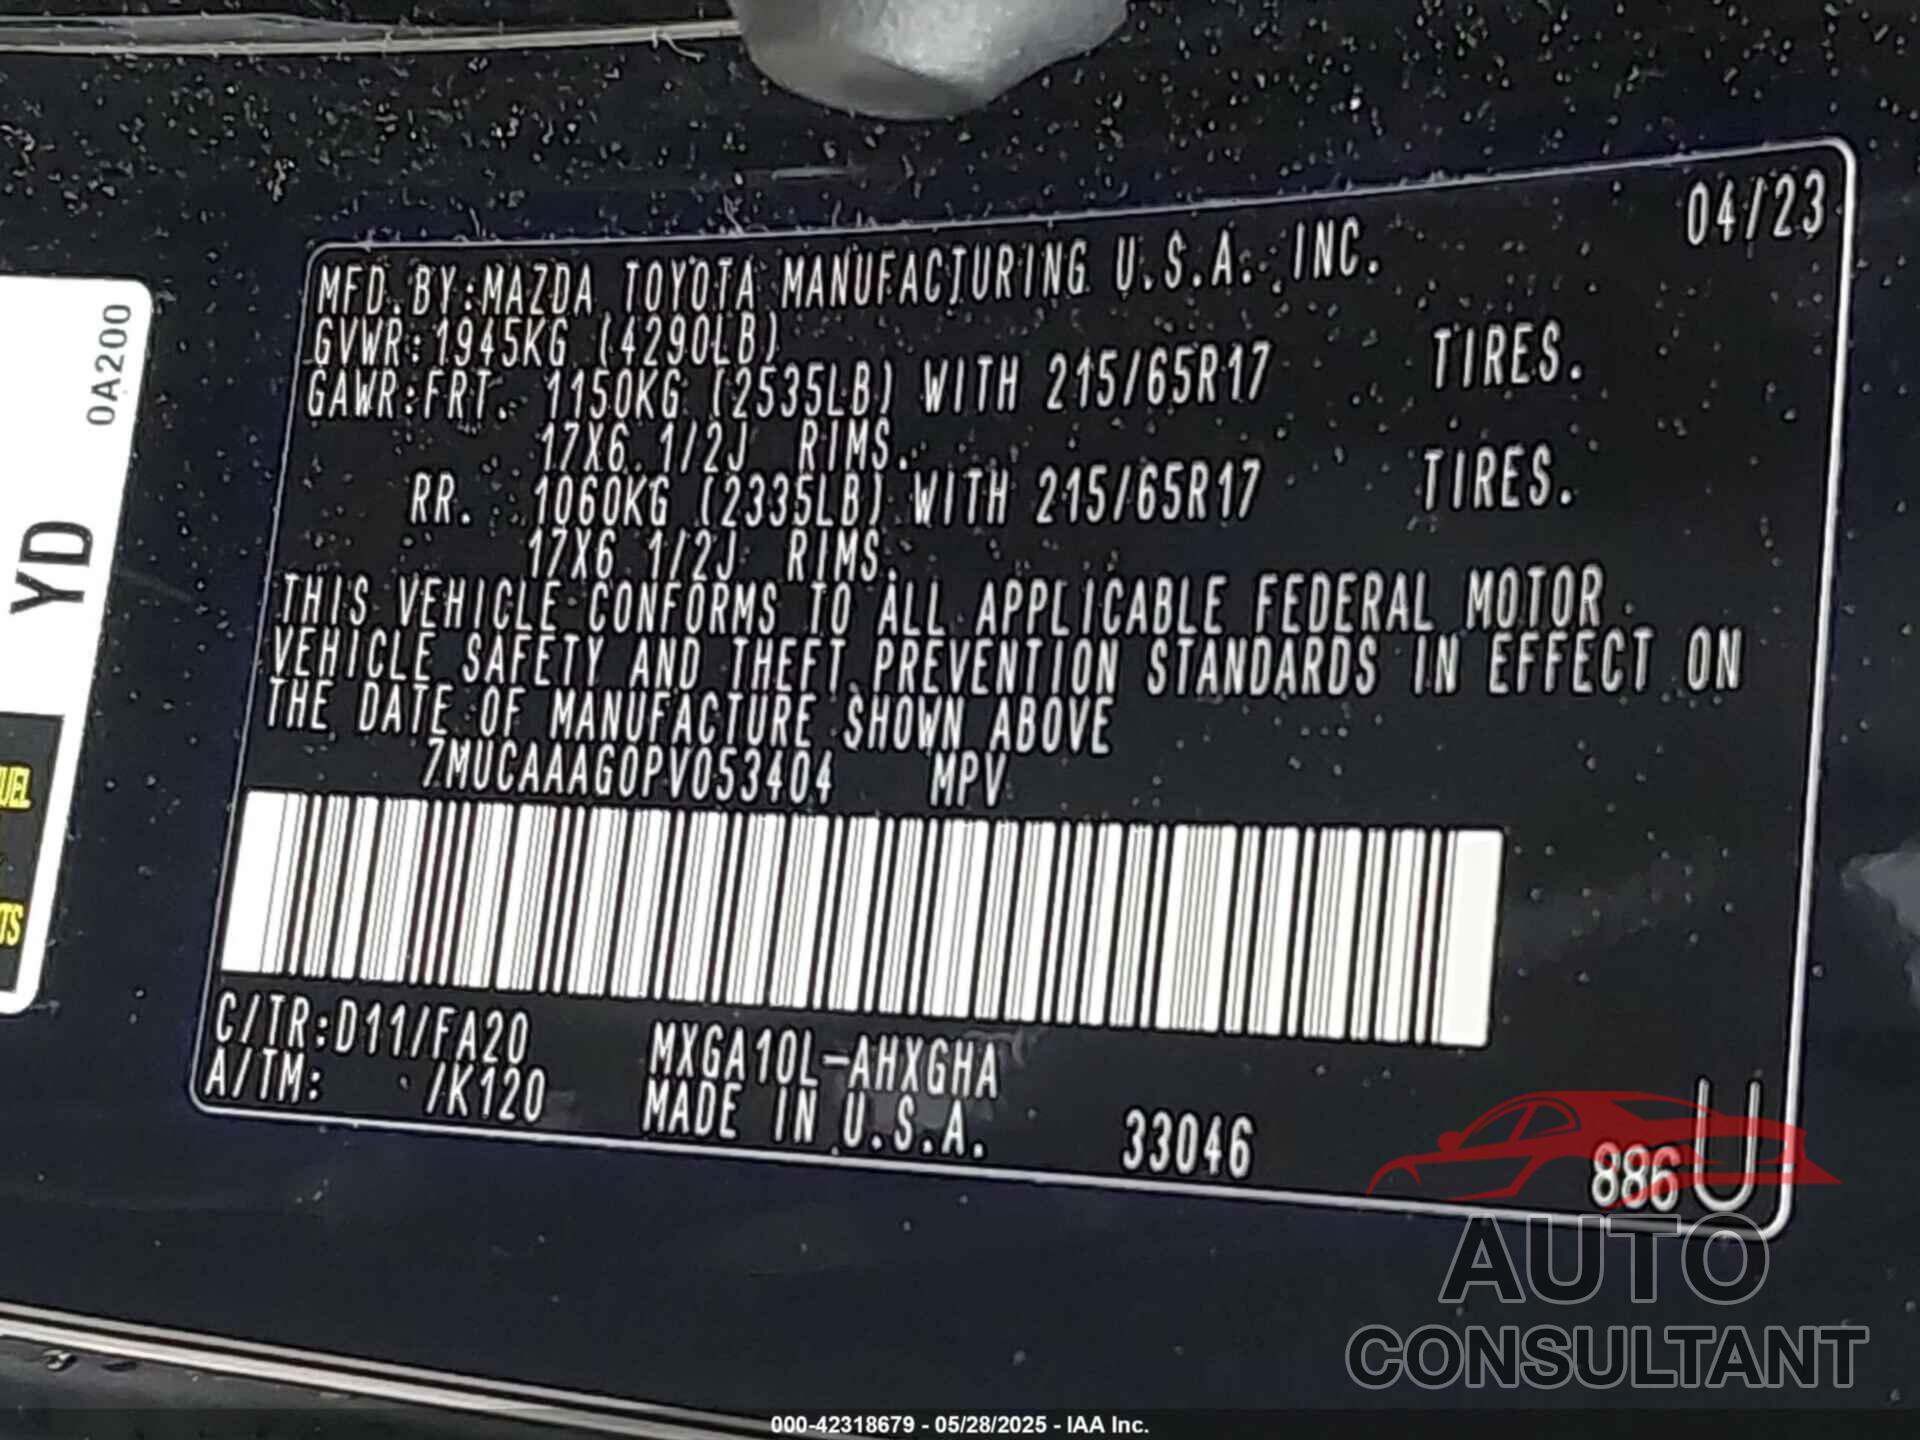 04/23
MFD.BY:MAZDA TOYOTA MANUFACTURING U.S.A. INC.
GVWR:1945KG (4290LB)
GAWR:FRT. 1150KG (2535LB) WITH 215/65R17 TIRES.
17X6 1/2J RIMS.
RR. 1060KG (2335LB) WITH 215/65R17 TIRES.
17X6 1/2J RIMS.
THIS VEHICLE CONFORMS TO ALL APPLICABLE FEDERAL MOTOR
VEHICLE SAFETY AND THEFT PREVENTION STANDARDS IN EFFECT ON
THE DATE OF MANUFACTURE SHOWN ABOVE
7MUCAAAG0PV053404 MPV
C/TR:D11/FA20 MXGA10L-AHXGHA
A/TM: /K120 MADE IN U.S.A. 33046 886 U
0A200
YD
AUTO
CONSULTANT
000-42318679 - 05/28/2025 - IAA Inc.